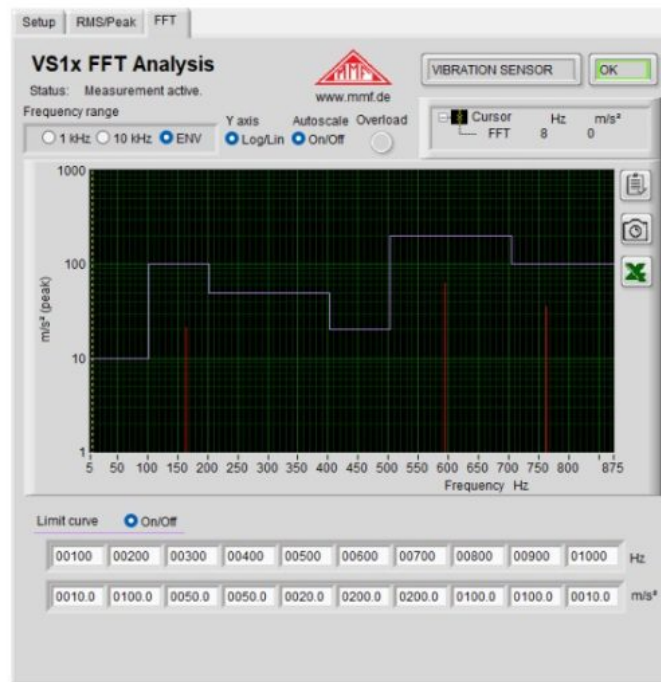 Setup RMS/Peak FFT
VS1x FFT Analysis
Status: Measurement active.
MMF
www.mmf.de
VIBRATION SENSOR OK
Frequency range
1 kHz 10 kHz ENV
Y axis Autoscale Overload
Log/Lin On/Off
Cursor Hz m/s²
FFT 8 0
1000
100
10
1
m/s² (peak)
5 50 100 150 200 250 300 350 400 450 500 550 600 650 700 750 800 875
Frequency Hz
Limit curve On/Off
00100 00200 00300 00400 00500 00600 00700 00800 00900 01000 Hz
0010.0 0100.0 0050.0 0050.0 0020.0 0200.0 0200.0 0100.0 0100.0 0010.0 m/s²